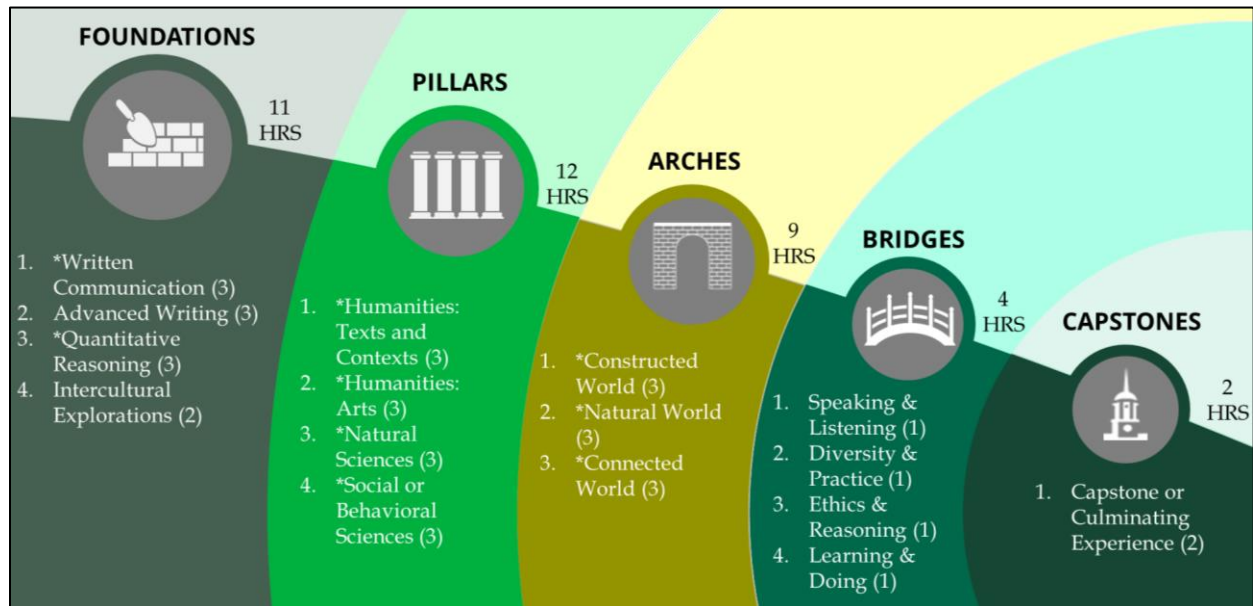 FOUNDATIONS
11
HRS
1. *Written
Communication (3)
2. Advanced Writing (3)
3. *Quantitative
Reasoning (3)
4. Intercultural
Explorations (2)
PILLARS
12
HRS
1. *Humanities:
Texts and
Contexts (3)
2. *Humanities:
Arts (3)
3. *Natural
Sciences (3)
4. *Social or
Behavioral
Sciences (3)
ARCHES
9
HRS
1. *Constructed
World (3)
2. *Natural World
(3)
3. *Connected
World (3)
BRIDGES
4
HRS
1. Speaking &
Listening (1)
2. Diversity &
Practice (1)
3. Ethics &
Reasoning (1)
4. Learning &
Doing (1)
CAPSTONES
2
HRS
1. Capstone or
Culminating
Experience (2)